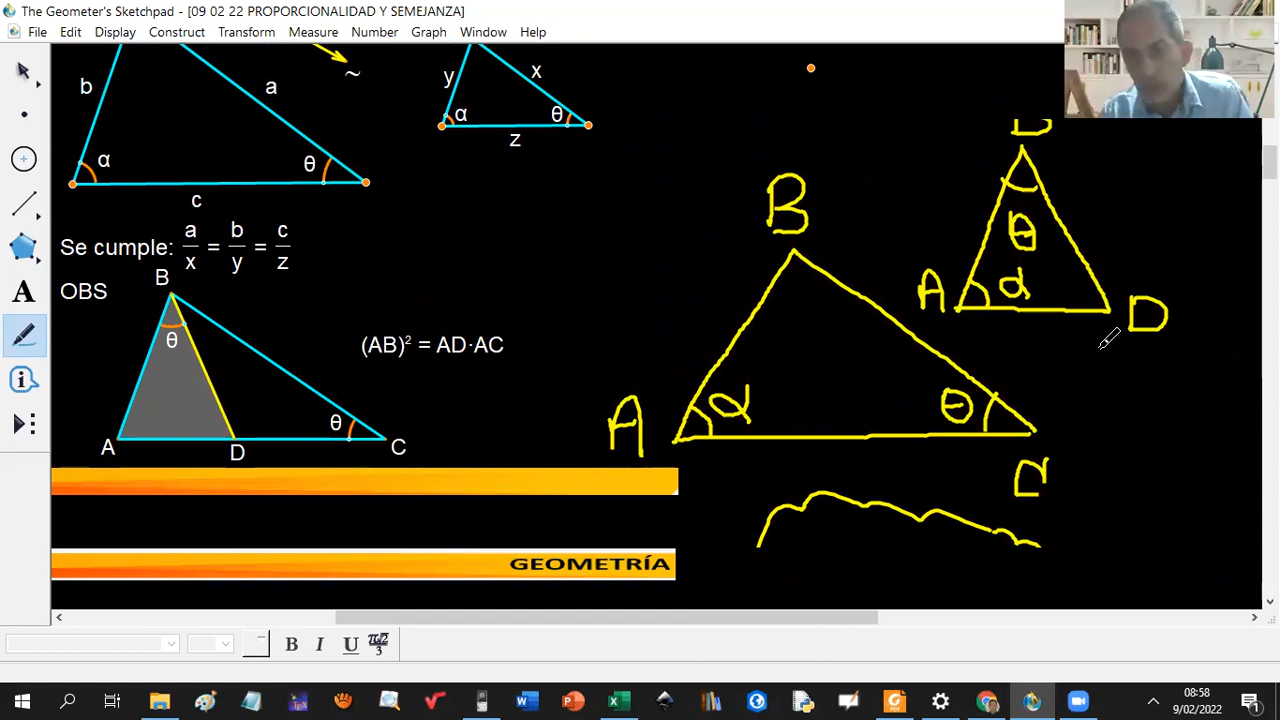 The Geometer's Sketchpad - [09 02 22 PROPORCIONALIDAD Y SEMEJANZA]
File Edit Display Construct Transform Measure Number Graph Window Help
b a ~ y x
α θ α θ
c z
Se cumple: a/x = b/y = c/z
OBS
B
θ
(AB)² = AD·AC
θ
A D C
B
θ
A α D
B
A α θ
C
GEOMETRÍA
B I U
08:58
9/02/2022